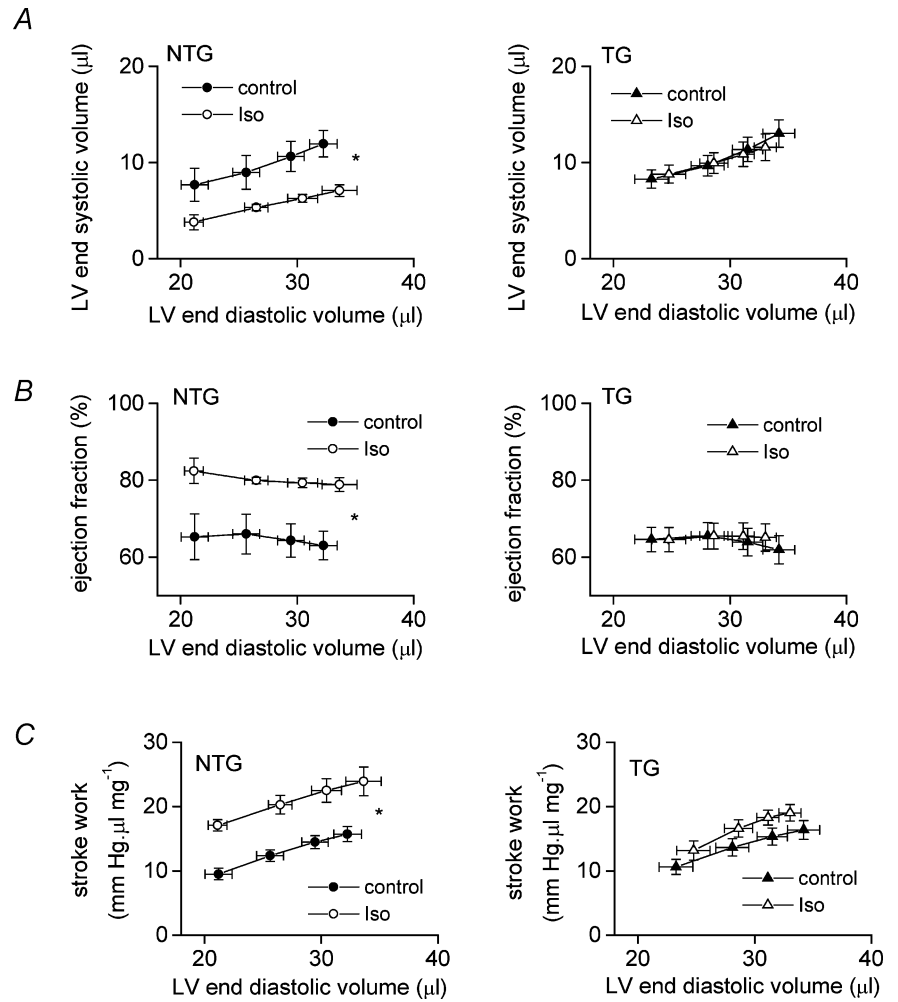 A
NTG
control
Iso
20
10
0
*
20 30 40
LV end systolic volume (µl)
LV end diastolic volume (µl)
TG
control
Iso
20
10
0
20 30 40
LV end systolic volume (µl)
LV end diastolic volume (µl)
B
NTG
control
Iso
100
80
60
*
20 30 40
ejection fraction (%)
LV end diastolic volume (µl)
TG
control
Iso
100
80
60
20 30 40
ejection fraction (%)
LV end diastolic volume (µl)
C
NTG
30
20
10
0
*
control
Iso
20 30 40
stroke work
(mm Hg.µl mg⁻¹)
LV end diastolic volume (µl)
TG
30
20
10
0
control
Iso
20 30 40
stroke work
(mm Hg.µl mg⁻¹)
LV end diastolic volume (µl)